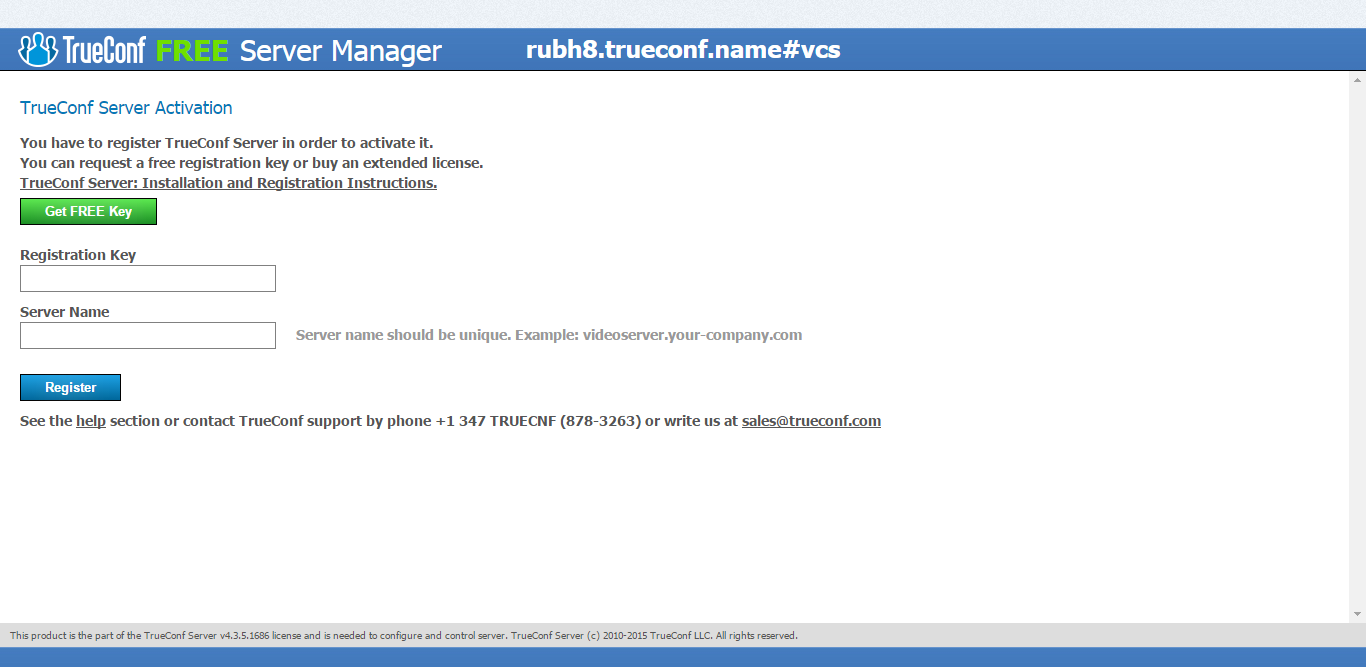 TrueConf FREE Server Manager rubh8.trueconf.name#vcs
TrueConf Server Activation
You have to register TrueConf Server in order to activate it.
You can request a free registration key or buy an extended license.
TrueConf Server: Installation and Registration Instructions.
Get FREE Key
Registration Key
Server Name
Server name should be unique. Example: videoserver.your-company.com
Register
See the help section or contact TrueConf support by phone +1 347 TRUECNF (878-3263) or write us at sales@trueconf.com
This product is the part of the TrueConf Server v4.3.5.1686 license and is needed to configure and control server. TrueConf Server (c) 2010-2015 TrueConf LLC. All rights reserved.